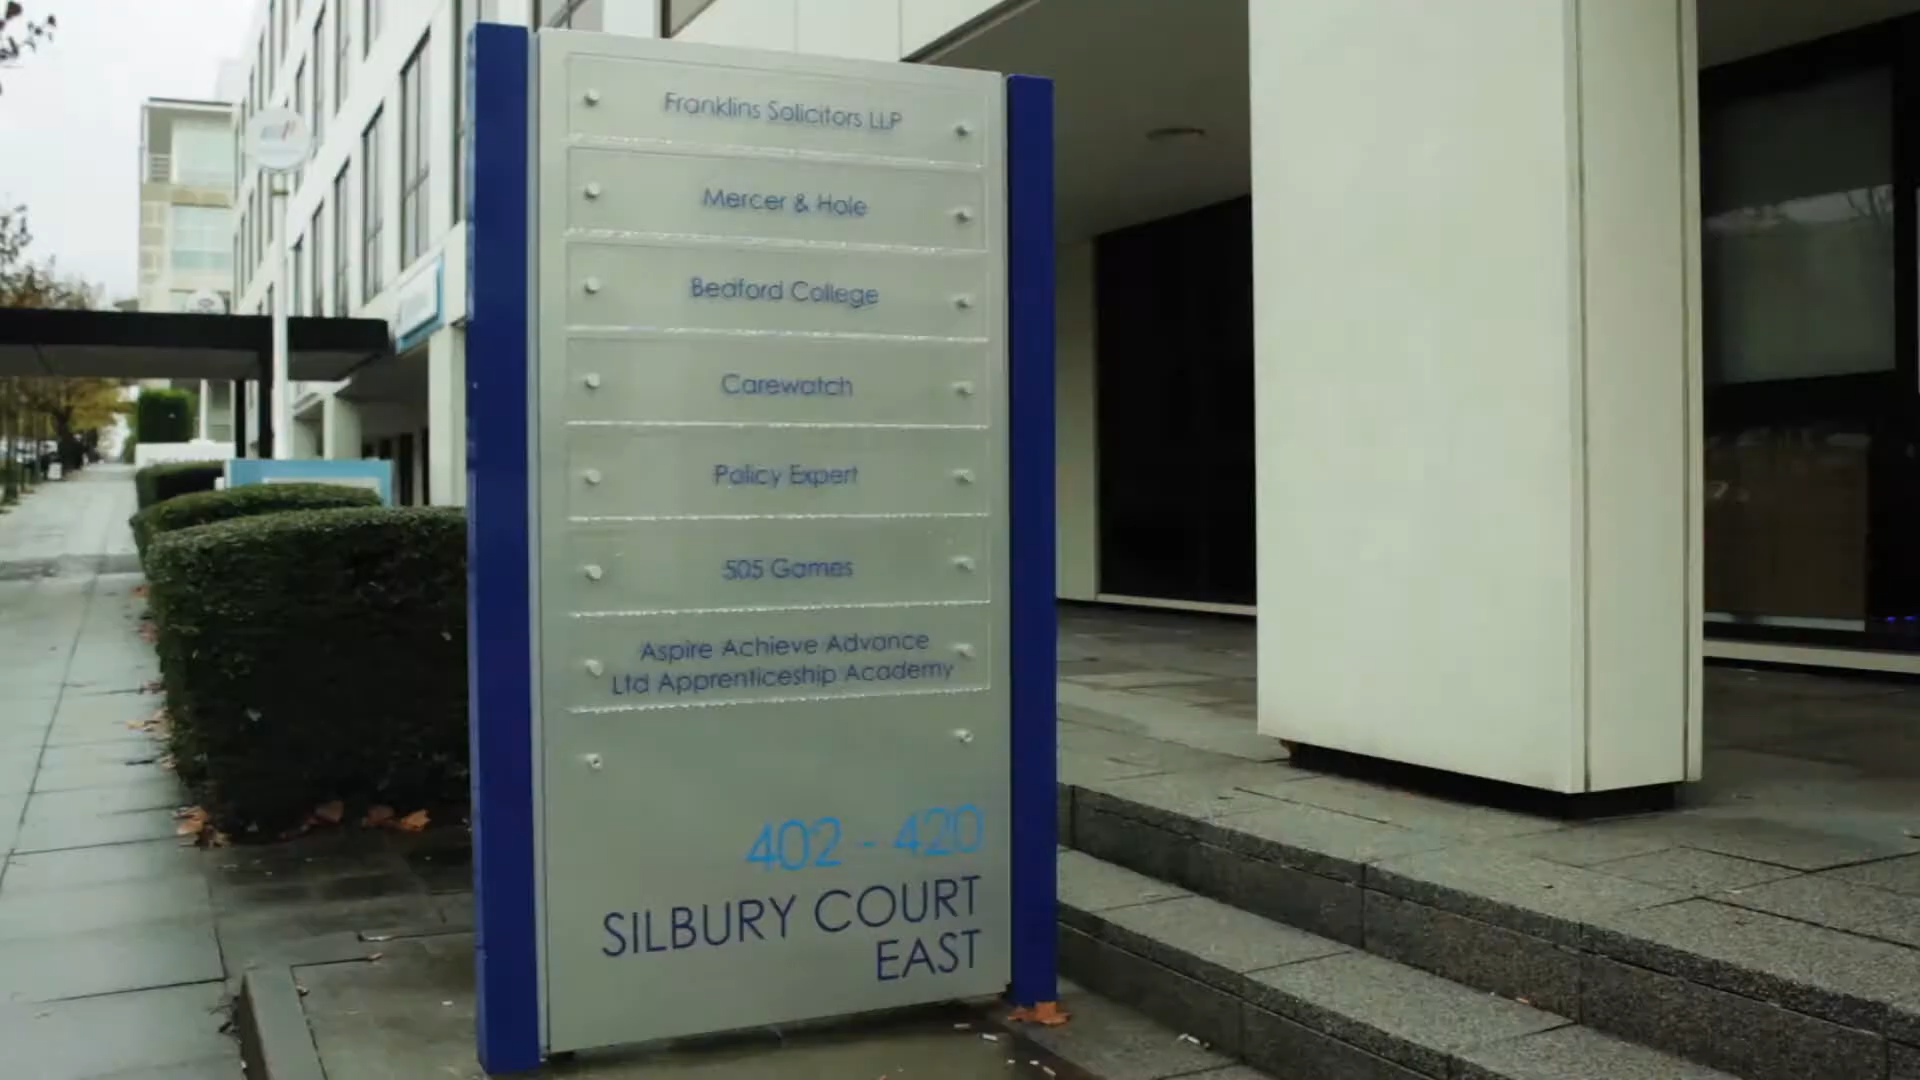 Franklins Solicitors LLP
Mercer & Hole
Bedford College
Carewatch
Policy Expert
505 Games
Aspire Achieve Advance
Ltd Apprenticeship Academy
402 - 420
SILBURY COURT
EAST